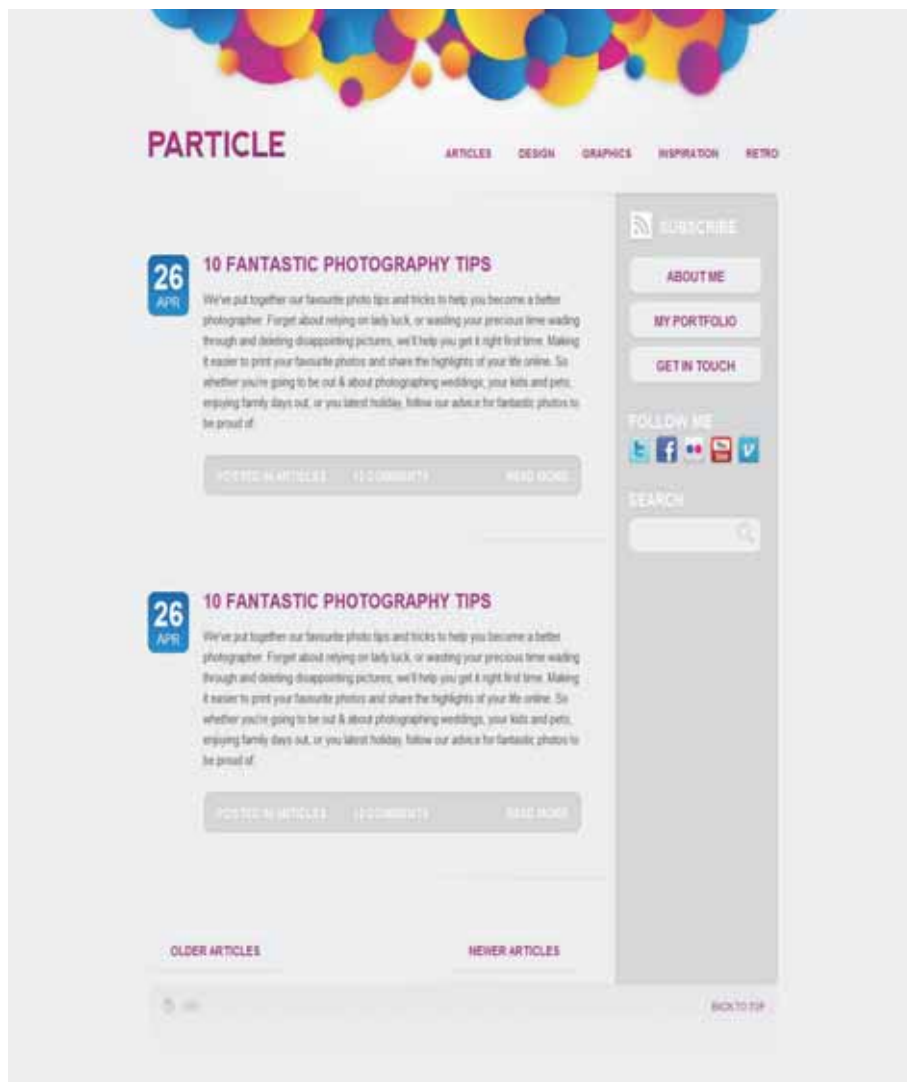 PARTICLE
ARTICLES DESIGN GRAPHICS INSPIRATION RETRO
SUBSCRIBE
ABOUT ME
MY PORTFOLIO
GET IN TOUCH
FOLLOW ME
SEARCH
26
APR
10 FANTASTIC PHOTOGRAPHY TIPS
We've put together our favourite photo tips and tricks to help you become a better
photographer. Forget about relying on lady luck, or wasting your precious time wading
through and deleting disappointing pictures, we'll help you get it right first time. Making
it easier to print your favourite photos and share the highlights of your life online. So
whether you're going to be out & about photographing weddings, your kids and pets,
enjoying family days out, or you latest holiday, follow our advice for fantastic photos to
be proud of.
POSTED IN ARTICLES COMMENTS READ MORE
26
APR
10 FANTASTIC PHOTOGRAPHY TIPS
We've put together our favourite photo tips and tricks to help you become a better
photographer. Forget about relying on lady luck, or wasting your precious time wading
through and deleting disappointing pictures, we'll help you get it right first time. Making
it easier to print your favourite photos and share the highlights of your life online. So
whether you're going to be out & about photographing weddings, your kids and pets,
enjoying family days out, or you latest holiday, follow our advice for fantastic photos to
be proud of.
POSTED IN ARTICLES COMMENTS READ MORE
OLDER ARTICLES NEWER ARTICLES
BACK TO TOP